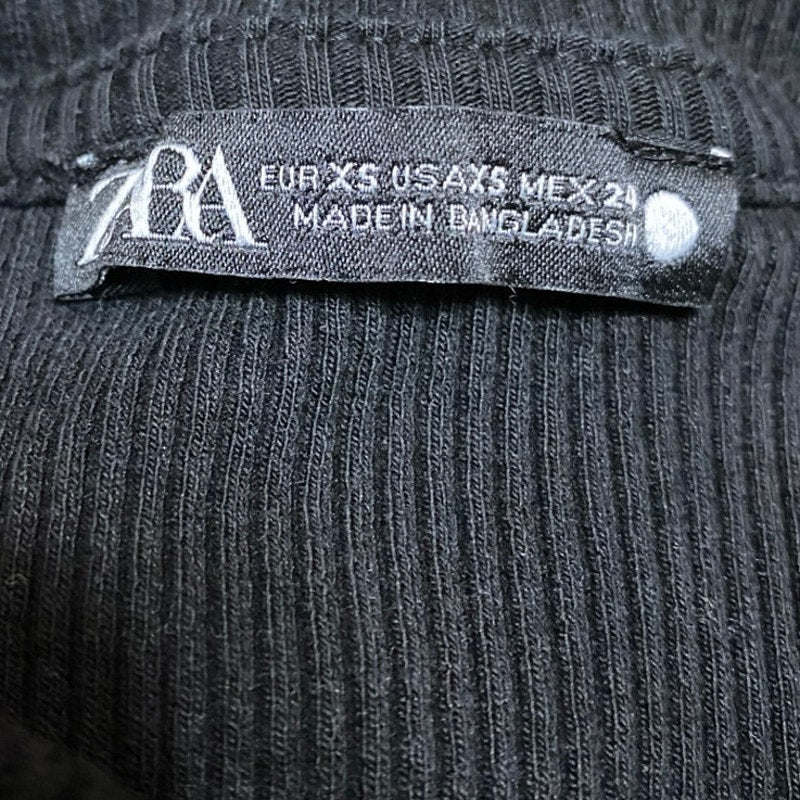 ZARA
EUR XS USA XS MEX 24
MADE IN BANGLADESH